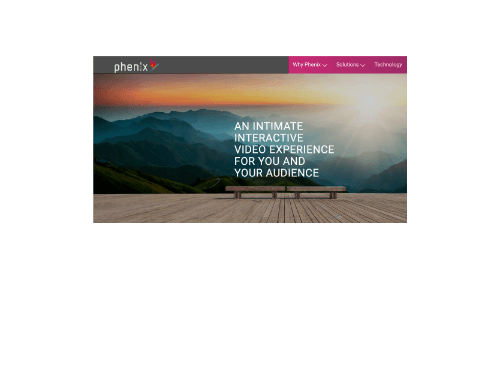 phenix
Why Phenix
Solutions
Technology
AN INTIMATE
INTERACTIVE
VIDEO EXPERIENCE
FOR YOU AND
YOUR AUDIENCE